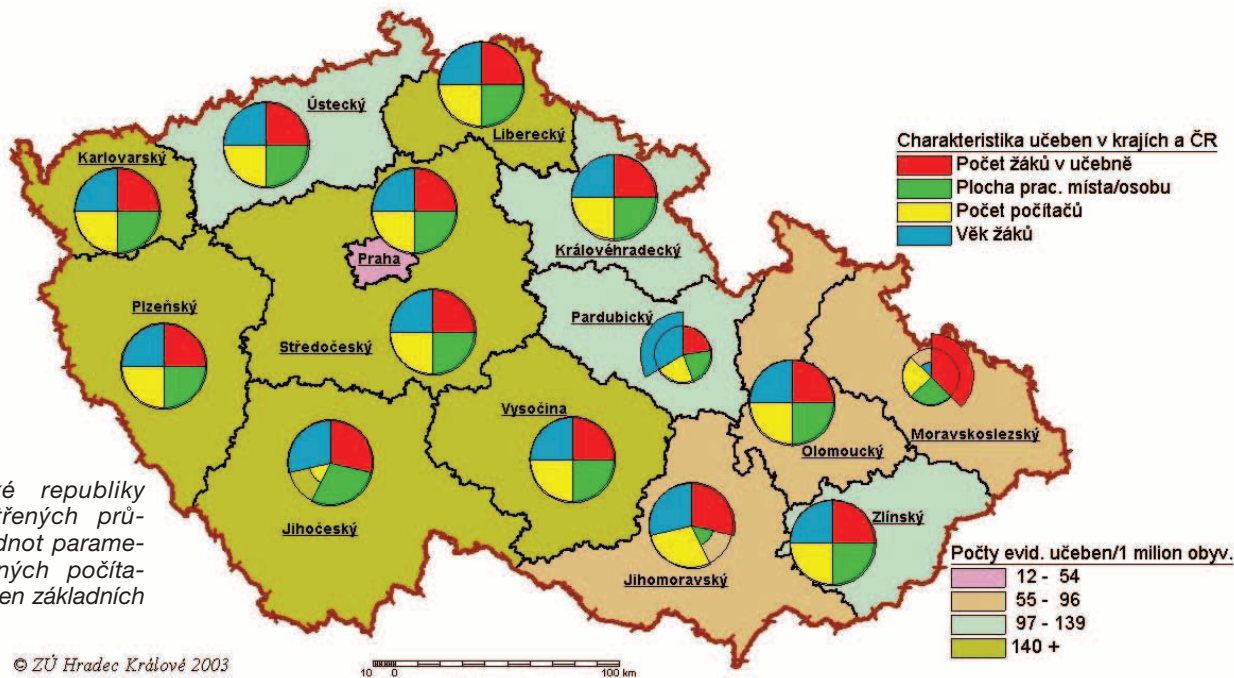 Ústecký
Liberecký
Karlovarský
Královéhradecký
Praha
Plzeňský
Středočeský
Pardubický
Vysočina
Jihočeský
Olomoucký
Moravskoslezský
Jihomoravský
Zlínský
Charakteristika učeben v krajích a ČR
Počet žáků v učebně
Plocha prac. místa/osobu
Počet počítačů
Věk žáků
ké republiky
třených prů-
dnot parame-
ných počíta-
en základních
Počty evid. učeben/1 milion obyv.
12 - 54
55 - 96
97 - 139
140 +
© ZÚ Hradec Králové 2003
10 0 100 km